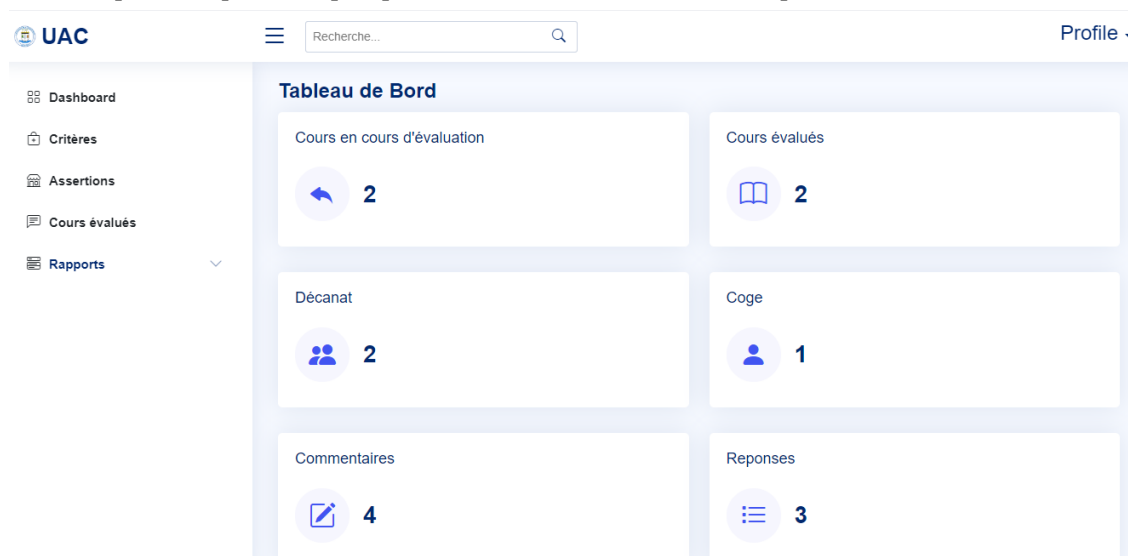 UAC
Recherche...
Profile
Dashboard
Critères
Assertions
Cours évalués
Rapports
Tableau de Bord
Cours en cours d'évaluation
2
Cours évalués
2
Décanat
2
Coge
1
Commentaires
4
Reponses
3